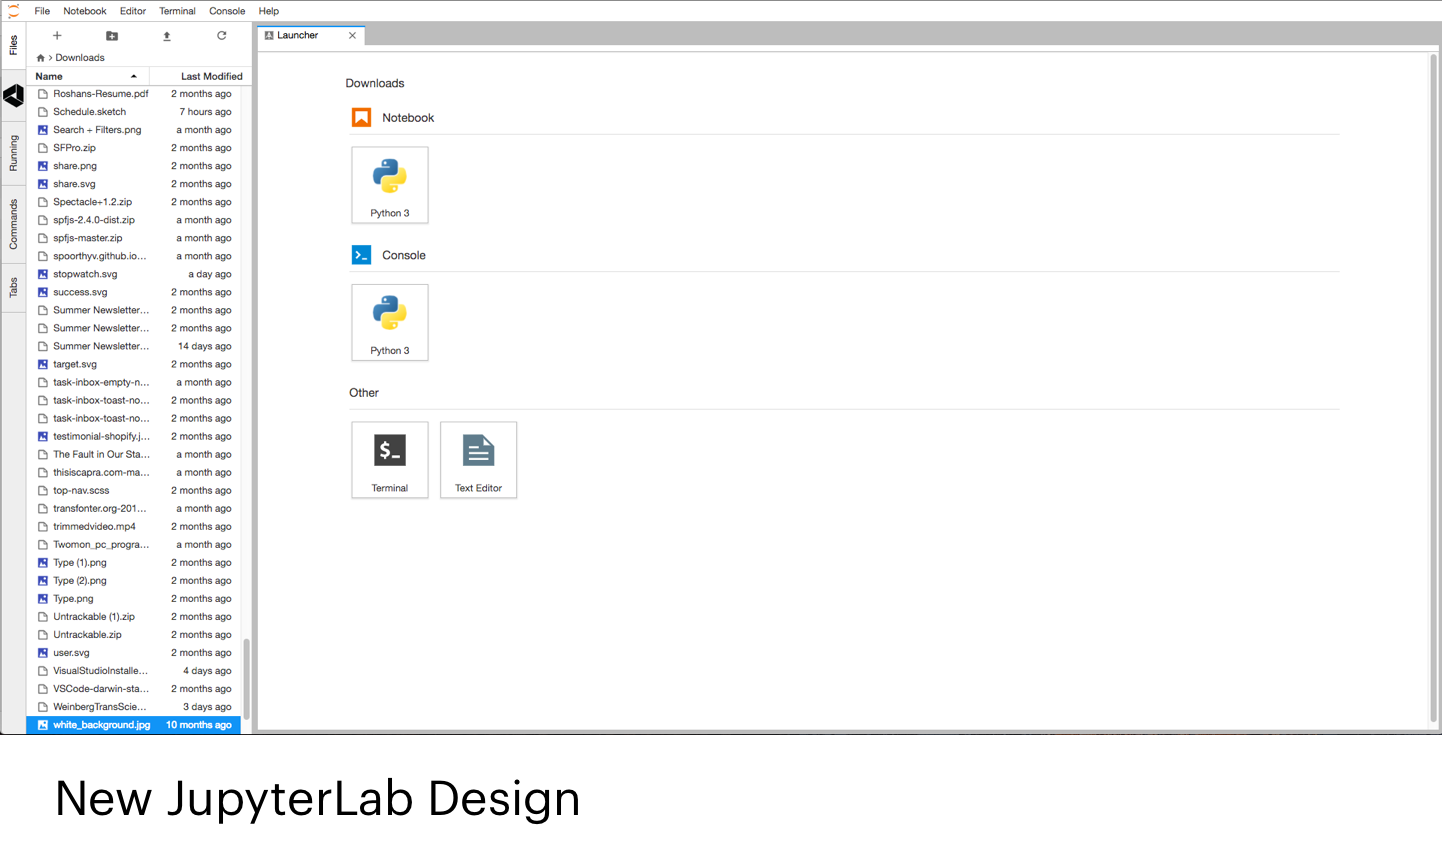 File Notebook Editor Terminal Console Help
Files
Running
Commands
Tabs
Downloads
Name Last Modified
Roshans-Resume.pdf 2 months ago
Schedule.sketch 7 hours ago
Search + Filters.png a month ago
SFPro.zip 2 months ago
share.png 2 months ago
share.svg 2 months ago
Spectacle+1.2.zip 2 months ago
spfjs-2.4.0-dist.zip a month ago
spfjs-master.zip a month ago
spoorthyv.github.io... a month ago
stopwatch.svg a day ago
success.svg 2 months ago
Summer Newsletter... 2 months ago
Summer Newsletter... 2 months ago
Summer Newsletter... 14 days ago
target.svg 2 months ago
task-inbox-empty-n... a month ago
task-inbox-toast-no... 2 months ago
task-inbox-toast-no... 2 months ago
testimonial-shopify.j... 2 months ago
The Fault in Our Sta... a month ago
thisiscapra.com-ma... a month ago
top-nav.scss 2 months ago
transfonter.org-201... a month ago
trimmedvideo.mp4 2 months ago
Twomon_pc_progra... a month ago
Type (1).png 2 months ago
Type (2).png 2 months ago
Type.png 2 months ago
Untrackable (1).zip 2 months ago
Untrackable.zip 2 months ago
user.svg 2 months ago
VisualStudioInstalle... 4 days ago
VSCode-darwin-sta... 2 months ago
WeinbergTransScie... 3 days ago
white_background.jpg 10 months ago
Launcher
Downloads
Notebook
Python 3
Console
Python 3
Other
$_
Terminal Text Editor
New JupyterLab Design